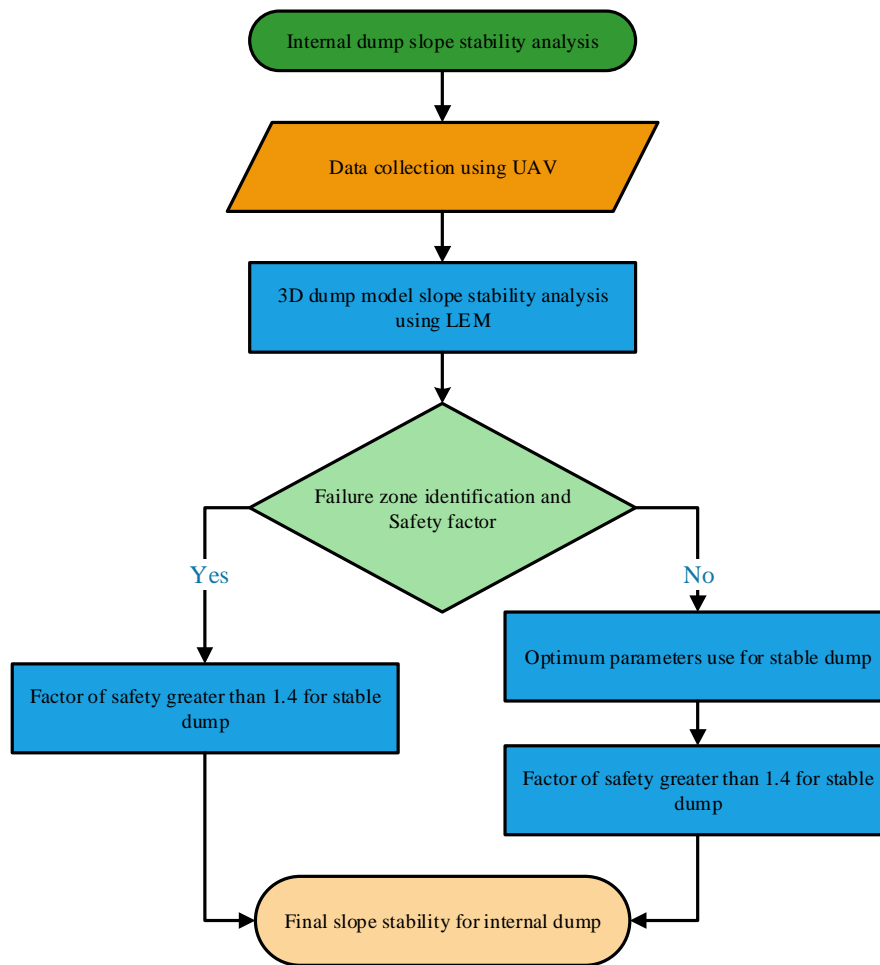 Internal dump slope stability analysis
Data collection using UAV
3D dump model slope stability analysis
using LEM
Failure zone identification and
Safety factor
Yes
No
Factor of safety greater than 1.4 for stable
dump
Optimum parameters use for stable dump
Factor of safety greater than 1.4 for stable
dump
Final slope stability for internal dump